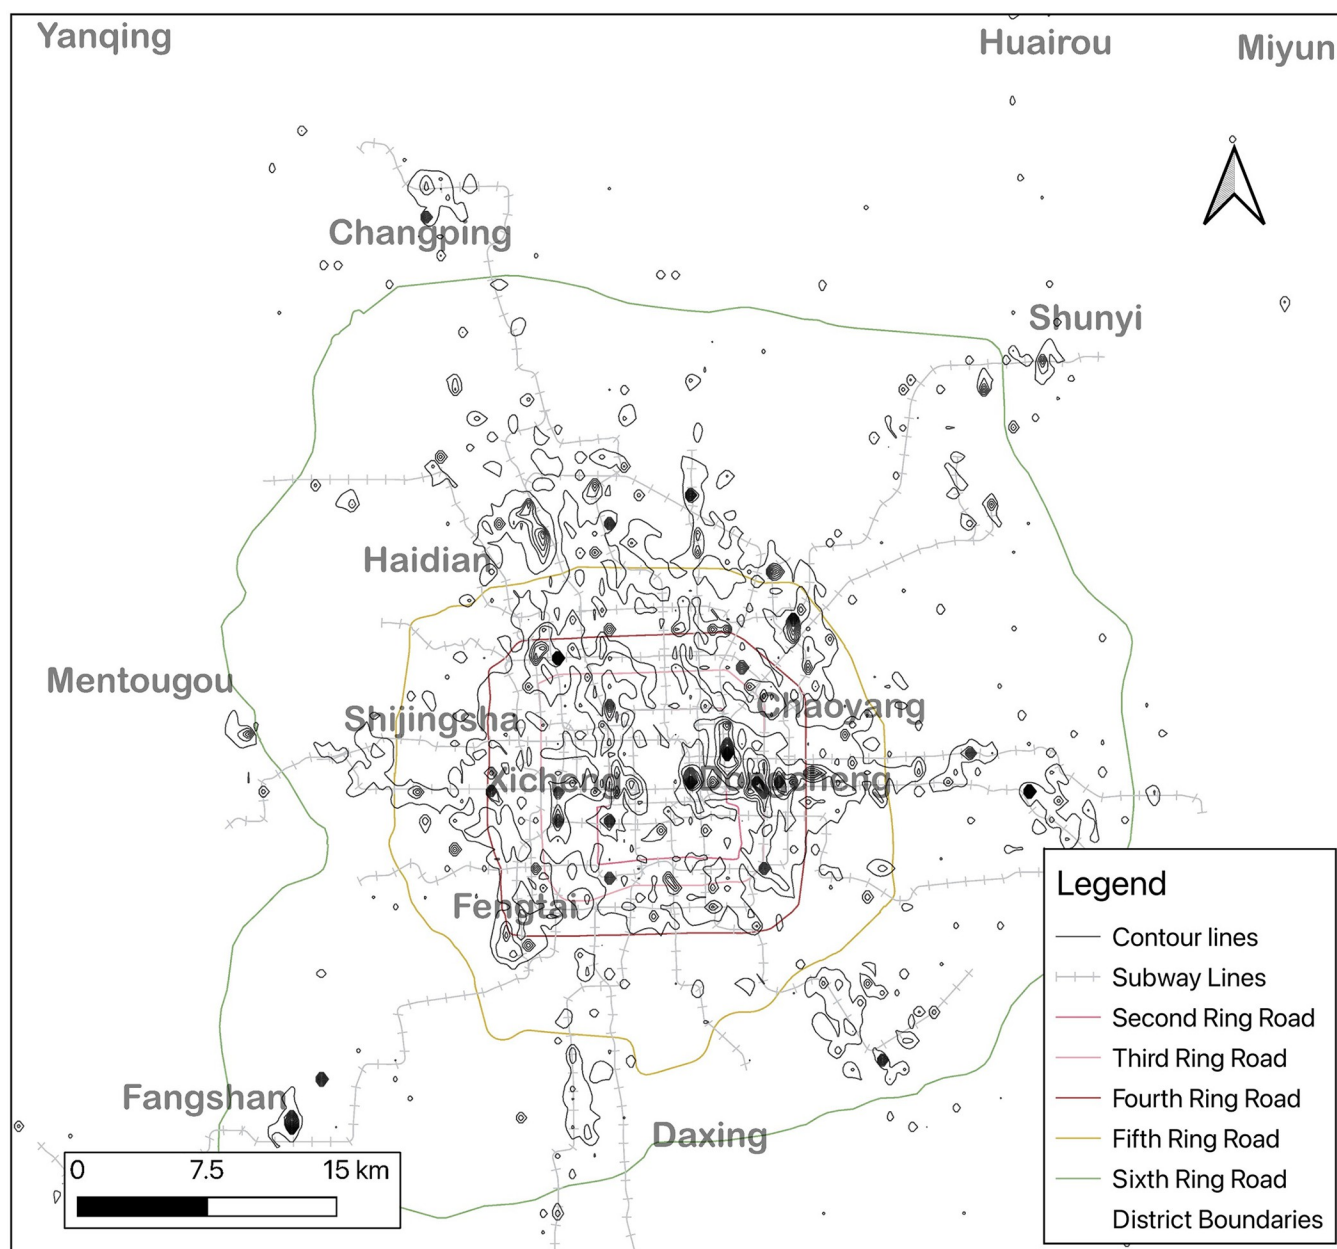 Yanqing
Huairou
Miyun
Changping
Shunyi
Haidian
Mentougou
Shijingsha
Chaoyang
Xicheng
Dongcheng
Fengtai
Fangshan
Daxing
0 7.5 15 km
Legend
Contour lines
Subway Lines
Second Ring Road
Third Ring Road
Fourth Ring Road
Fifth Ring Road
Sixth Ring Road
District Boundaries